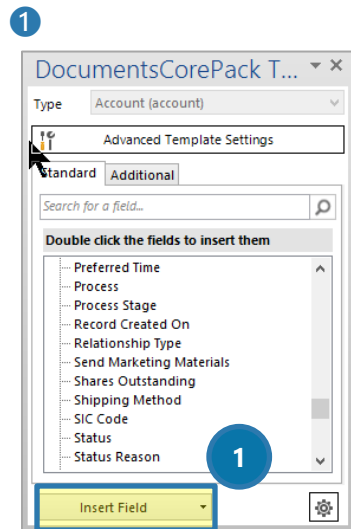 1
DocumentsCorePack T...
Type Account (account)
Advanced Template Settings
Standard Additional
Search for a field...
Double click the fields to insert them
Preferred Time
Process
Process Stage
Record Created On
Relationship Type
Send Marketing Materials
Shares Outstanding
Shipping Method
SIC Code
Status
Status Reason
1
Insert Field